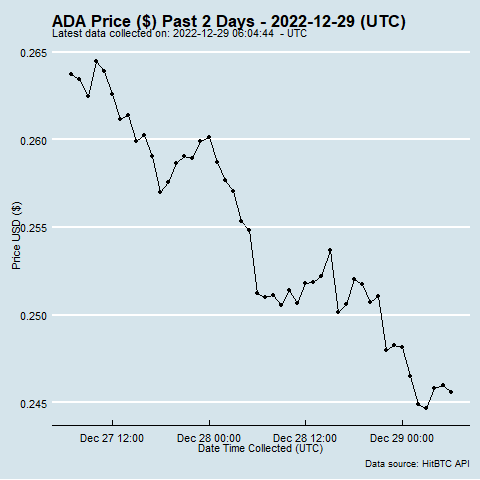 ADA Price ($) Past 2 Days - 2022-12-29 (UTC)
Latest data collected on: 2022-12-29 06:04:44 - UTC
0.265
0.260
0.255
0.250
0.245
Price USD ($)
Dec 27 12:00
Dec 28 00:00
Dec 28 12:00
Dec 29 00:00
Date Time Collected (UTC)
Data source: HitBTC API